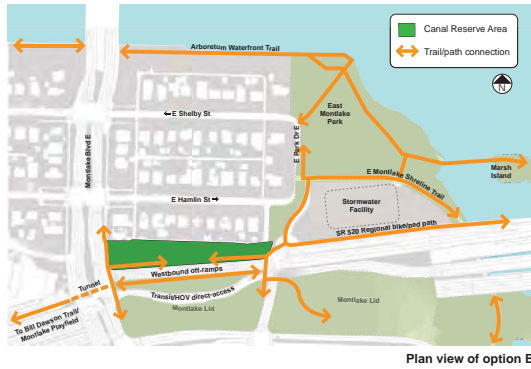 Canal Reserve Area
Trail/path connection
N
Arboretum Waterfront Trail
East
Montlake
Park
E Shelby St
E Park Dr E
Montlake Blvd E
Marsh
Island
E Montlake Shreline Trail
E Hamlin St
Stormwater
Facility
SR 520 Regional bike/ped path
Westbound off-ramps
Tunnel
Transit/HOV direct-access
Montlake Lid
Montlake Lid
To Bill Dawson Trail/
Montlake Playfield
Plan view of option B